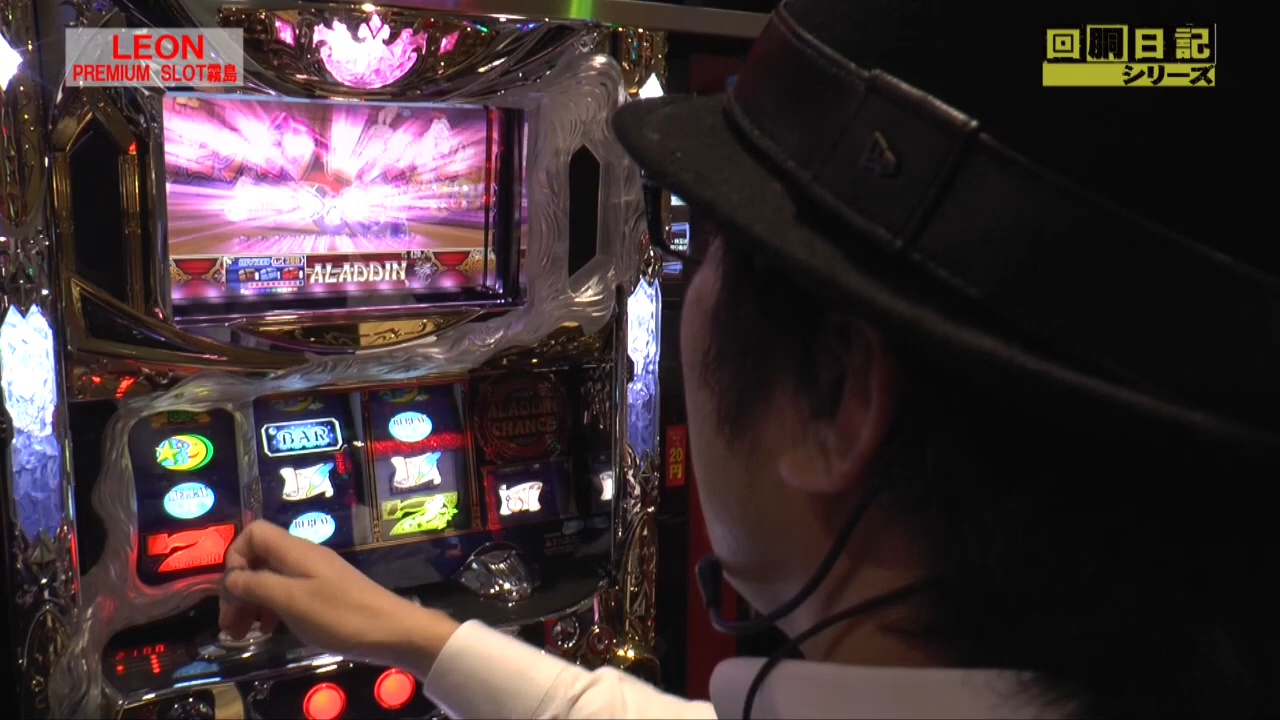 LEON
PREMIUM SLOT霧島
回胴日記
シリーズ
ALADDIN
ALADDIN
CHANCE
REPLAY
BAR
REPLAY
REPLAY
20円